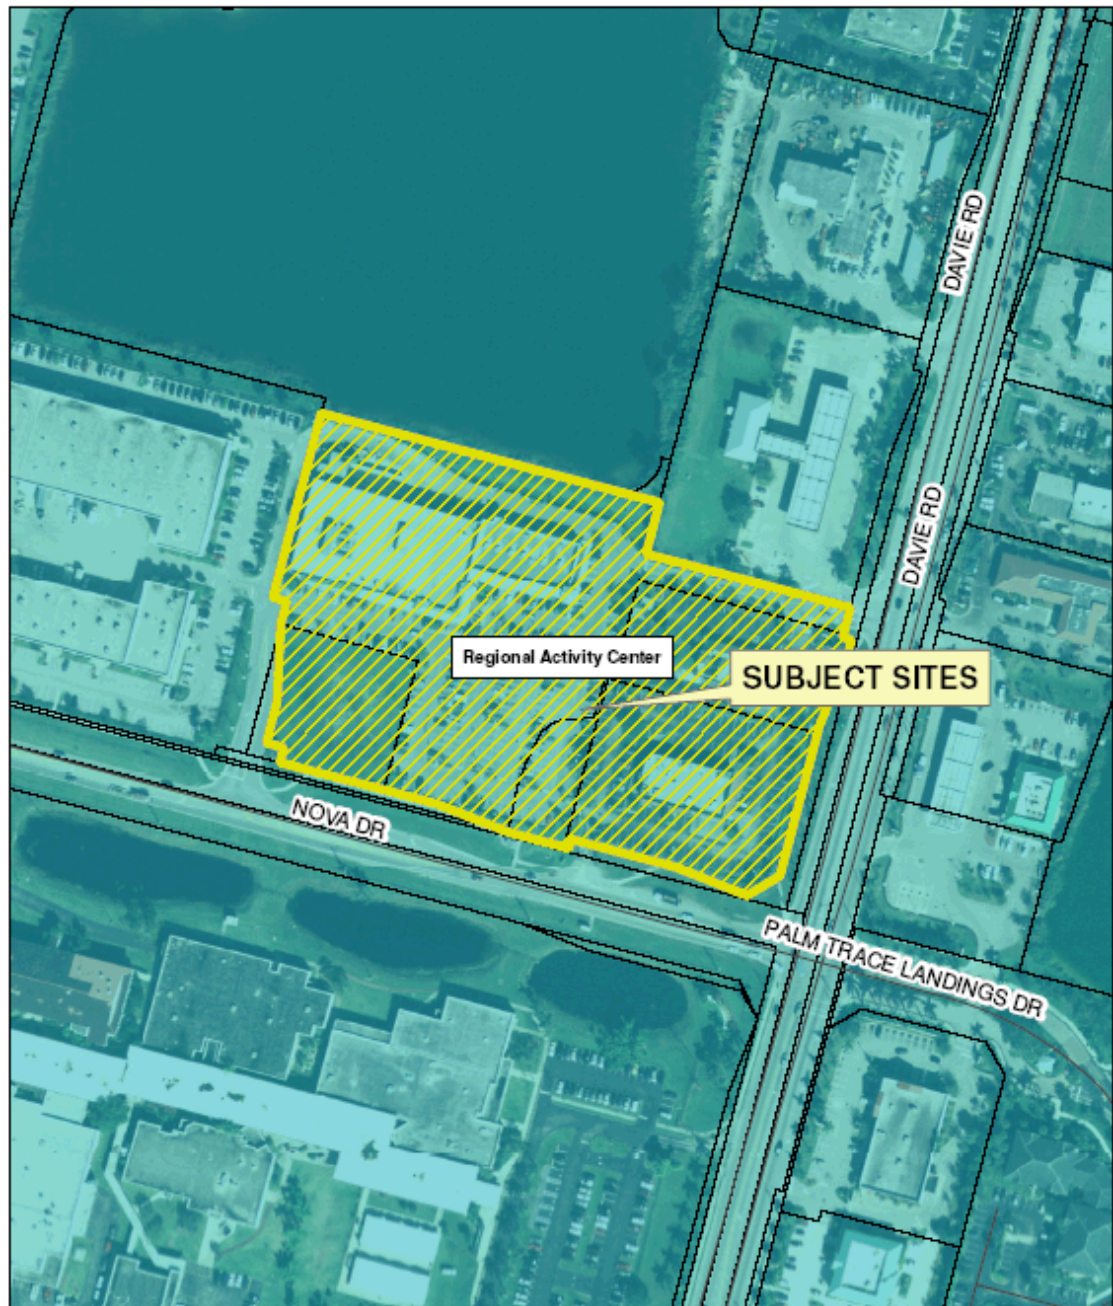 DAVIE RD
DAVIE RD
Regional Activity Center
SUBJECT SITES
NOVA DR
PALM TRACE LANDINGS DR